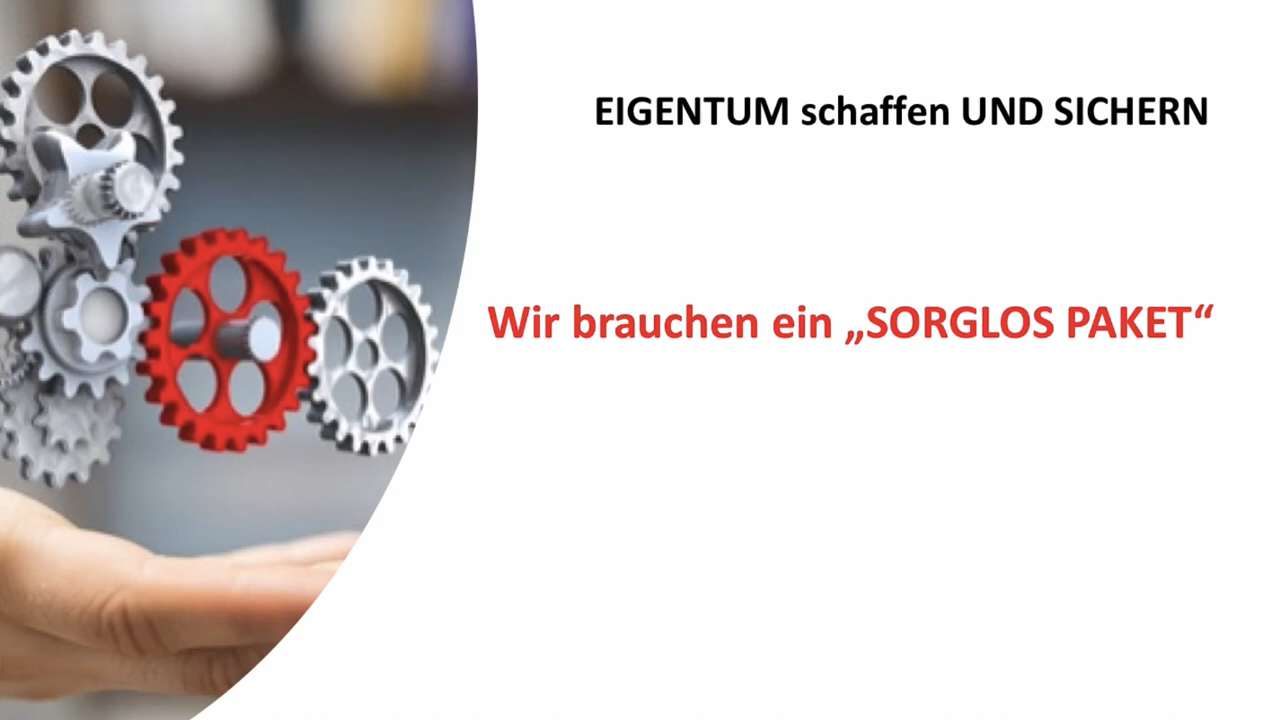 EIGENTUM schaffen UND SICHERN
Wir brauchen ein „SORGLOS PAKET“